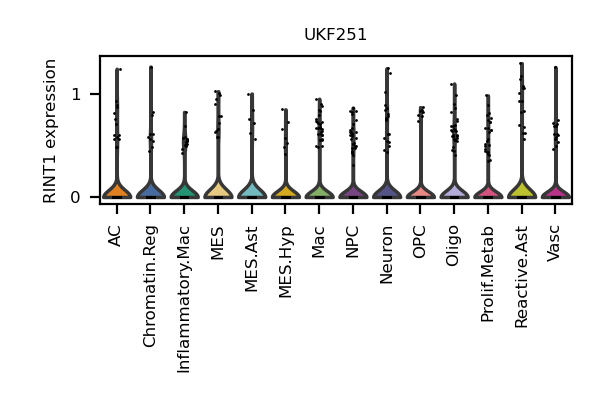 UKF251
RINT1 expression
1
0
AC
Chromatin.Reg
Inflammatory.Mac
MES
MES.Ast
MES.Hyp
Mac
NPC
Neuron
OPC
Oligo
Prolif.Metab
Reactive.Ast
Vasc